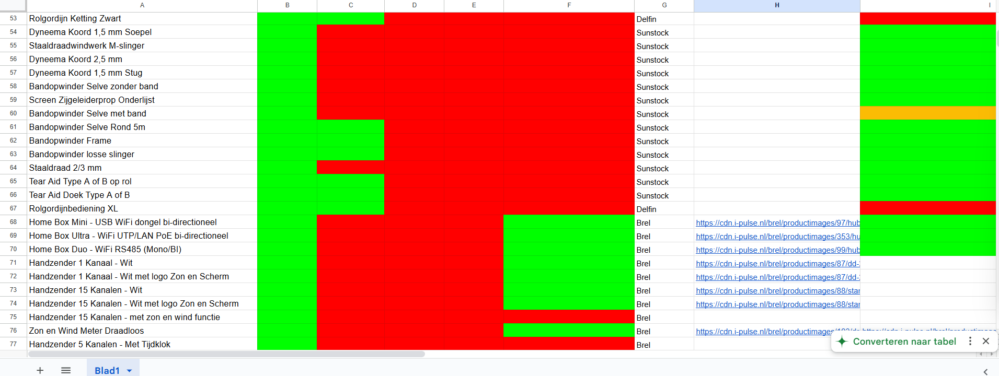 A B C D E F G H I
53 Rolgordijn Ketting Zwart Delfin
54 Dyneema Koord 1,5 mm Soepel Sunstock
55 Staaldraadwindwerk M-slinger Sunstock
56 Dyneema Koord 2,5 mm Sunstock
57 Dyneema Koord 1,5 mm Stug Sunstock
58 Bandopwinder Selve zonder band Sunstock
59 Screen Zijgeleiderprop Onderlijst Sunstock
60 Bandopwinder Selve met band Sunstock
61 Bandopwinder Selve Rond 5m Sunstock
62 Bandopwinder Frame Sunstock
63 Bandopwinder losse slinger Sunstock
64 Staaldraad 2/3 mm Sunstock
65 Tear Aid Type A of B op rol Sunstock
66 Tear Aid Doek Type A of B Sunstock
67 Rolgordijnbediening XL Delfin
68 Home Box Mini - USB WiFi dongel bi-directioneel Brel https://cdn.i-pulse.nl/brel/productimages/97/hub
69 Home Box Ultra - WiFi UTP/LAN PoE bi-directioneel Brel https://cdn.i-pulse.nl/brel/productimages/353/hu
70 Home Box Duo - WiFi RS485 (Mono/BI) Brel https://cdn.i-pulse.nl/brel/productimages/99/hub
71 Handzender 1 Kanaal - Wit Brel https://cdn.i-pulse.nl/brel/productimages/87/dd-
72 Handzender 1 Kanaal - Wit met logo Zon en Scherm Brel https://cdn.i-pulse.nl/brel/productimages/87/dd-
73 Handzender 15 Kanalen - Wit Brel https://cdn.i-pulse.nl/brel/productimages/88/star
74 Handzender 15 Kanalen - Wit met logo Zon en Scherm Brel https://cdn.i-pulse.nl/brel/productimages/88/star
75 Handzender 15 Kanalen - met zon en wind functie Brel
76 Zon en Wind Meter Draadloos Brel https://cdn.i-pulse.nl/brel/productimages/
77 Handzender 5 Kanalen - Met Tijdklok Brel
Converteren naar tabel
Blad1